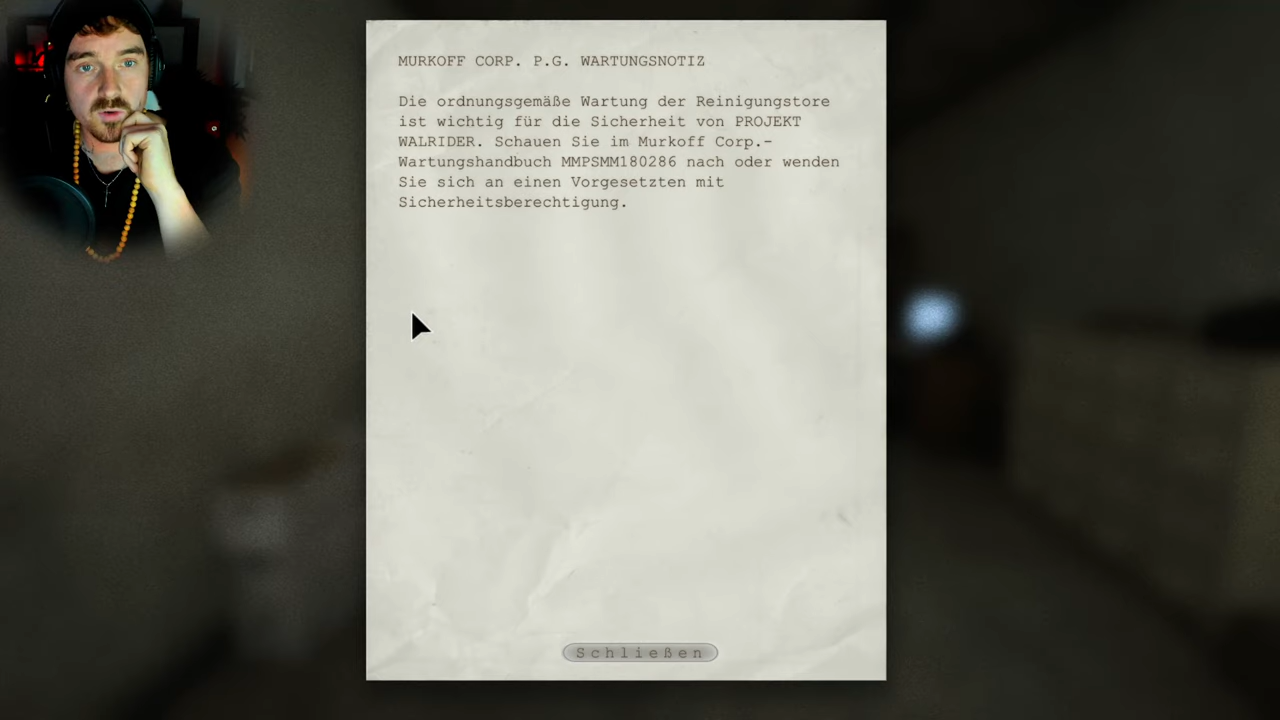 MURKOFF CORP. P.G. WARTUNGSNOTIZ
Die ordnungsgemäße Wartung der Reinigungstore
ist wichtig für die Sicherheit von PROJEKT
WALRIDER. Schauen Sie im Murkoff Corp.-
Wartungshandbuch MMPSMM180286 nach oder wenden
Sie sich an einen Vorgesetzten mit
Sicherheitsberechtigung.
Schließen